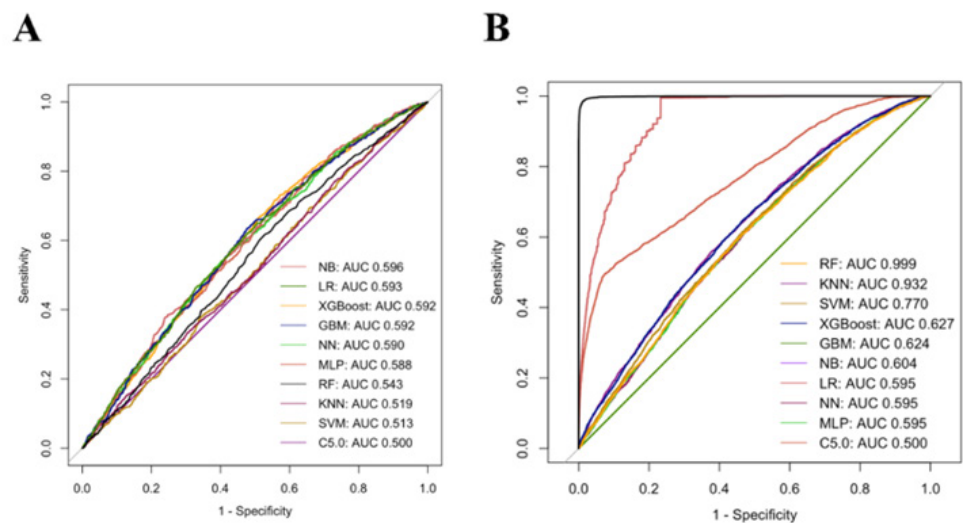 A
B
Sensitivity
1.0
0.8
0.6
0.4
0.2
0.0
NB: AUC 0.596
LR: AUC 0.593
XGBoost: AUC 0.592
GBM: AUC 0.592
NN: AUC 0.590
MLP: AUC 0.588
RF: AUC 0.543
KNN: AUC 0.519
SVM: AUC 0.513
C5.0: AUC 0.500
0.0 0.2 0.4 0.6 0.8 1.0
1 - Specificity
Sensitivity
1.0
0.8
0.6
0.4
0.2
0.0
RF: AUC 0.999
KNN: AUC 0.932
SVM: AUC 0.770
XGBoost: AUC 0.627
GBM: AUC 0.624
NB: AUC 0.604
LR: AUC 0.595
NN: AUC 0.595
MLP: AUC 0.595
C5.0: AUC 0.500
0.0 0.2 0.4 0.6 0.8 1.0
1 - Specificity